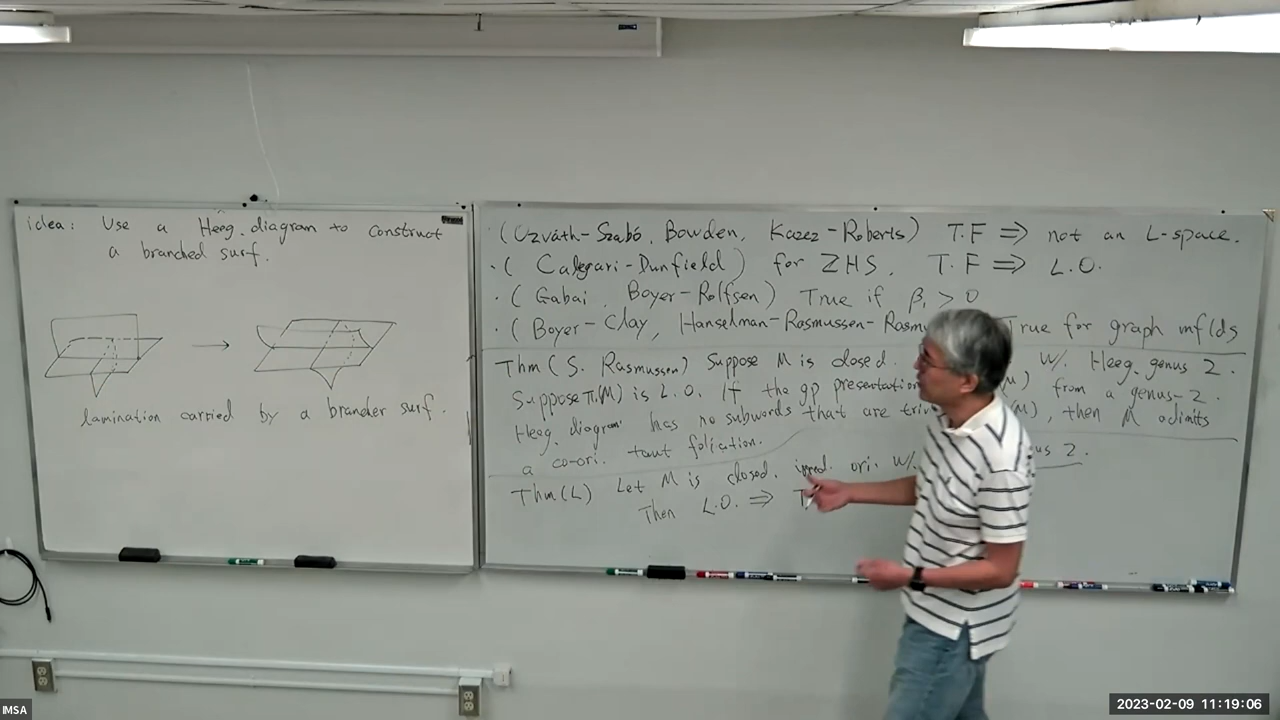 idea: Use a Heeg. diagram to construct
a branded surf.
lamination carried by a brander surf.
(Ozváth-Szabó, Bowden, Kazez-Roberts) T.F ⇒ not an L-space.
· ( Calegari-Dunfield ) for ZHS, T.F ⇒ L.O.
· ( Gabai, Boyer-Rolfsen) True if β₁ > 0
· (Boyer-Clay, Hanselman-Rasmussen-Rasmu True for graph mflds
Thm (S. Rasmussen) Suppose M is closed. w/. Heeg. genus 2.
Suppose π₁(M) is L.O. If the gp presentation from a genus-2.
Heeg. diagram has no subwords that are triv then M admits
a co-ori. taut foliation.
Thm(L) Let M is closed. irred. ori. w/ us 2.
Then L.O. ⇒ T
IMSA
2023-02-09 11:19:06